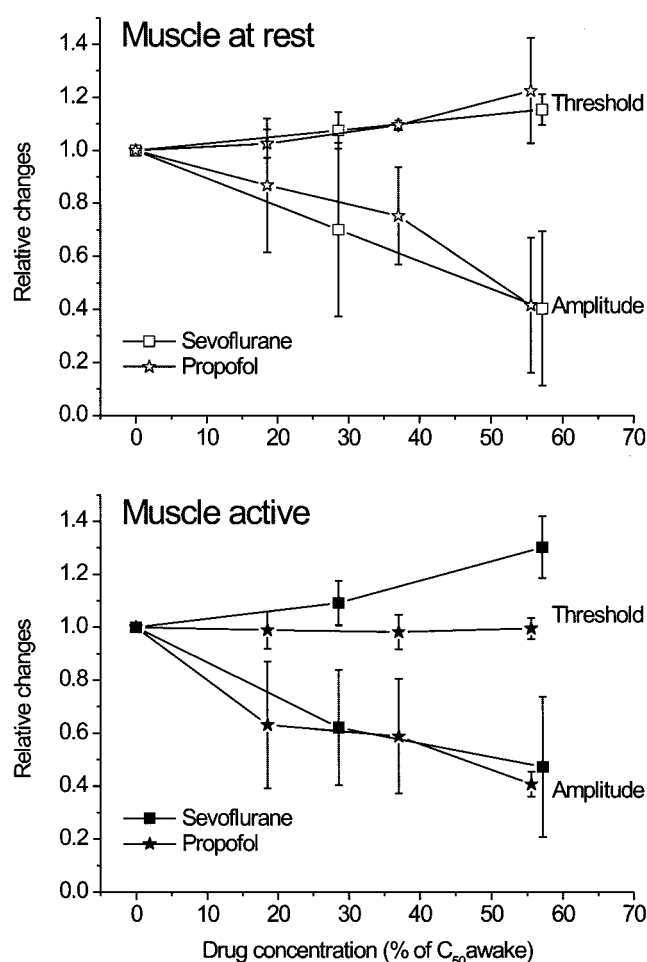 Muscle at rest
1.4
1.2
1.0
0.8
0.6
0.4
0.2
0.0
Relative changes
Threshold
Amplitude
Sevoflurane
Propofol
0 10 20 30 40 50 60 70
Muscle active
1.4
1.2
1.0
0.8
0.6
0.4
0.2
0.0
Relative changes
Threshold
Amplitude
Sevoflurane
Propofol
0 10 20 30 40 50 60 70
Drug concentration (% of C50awake)